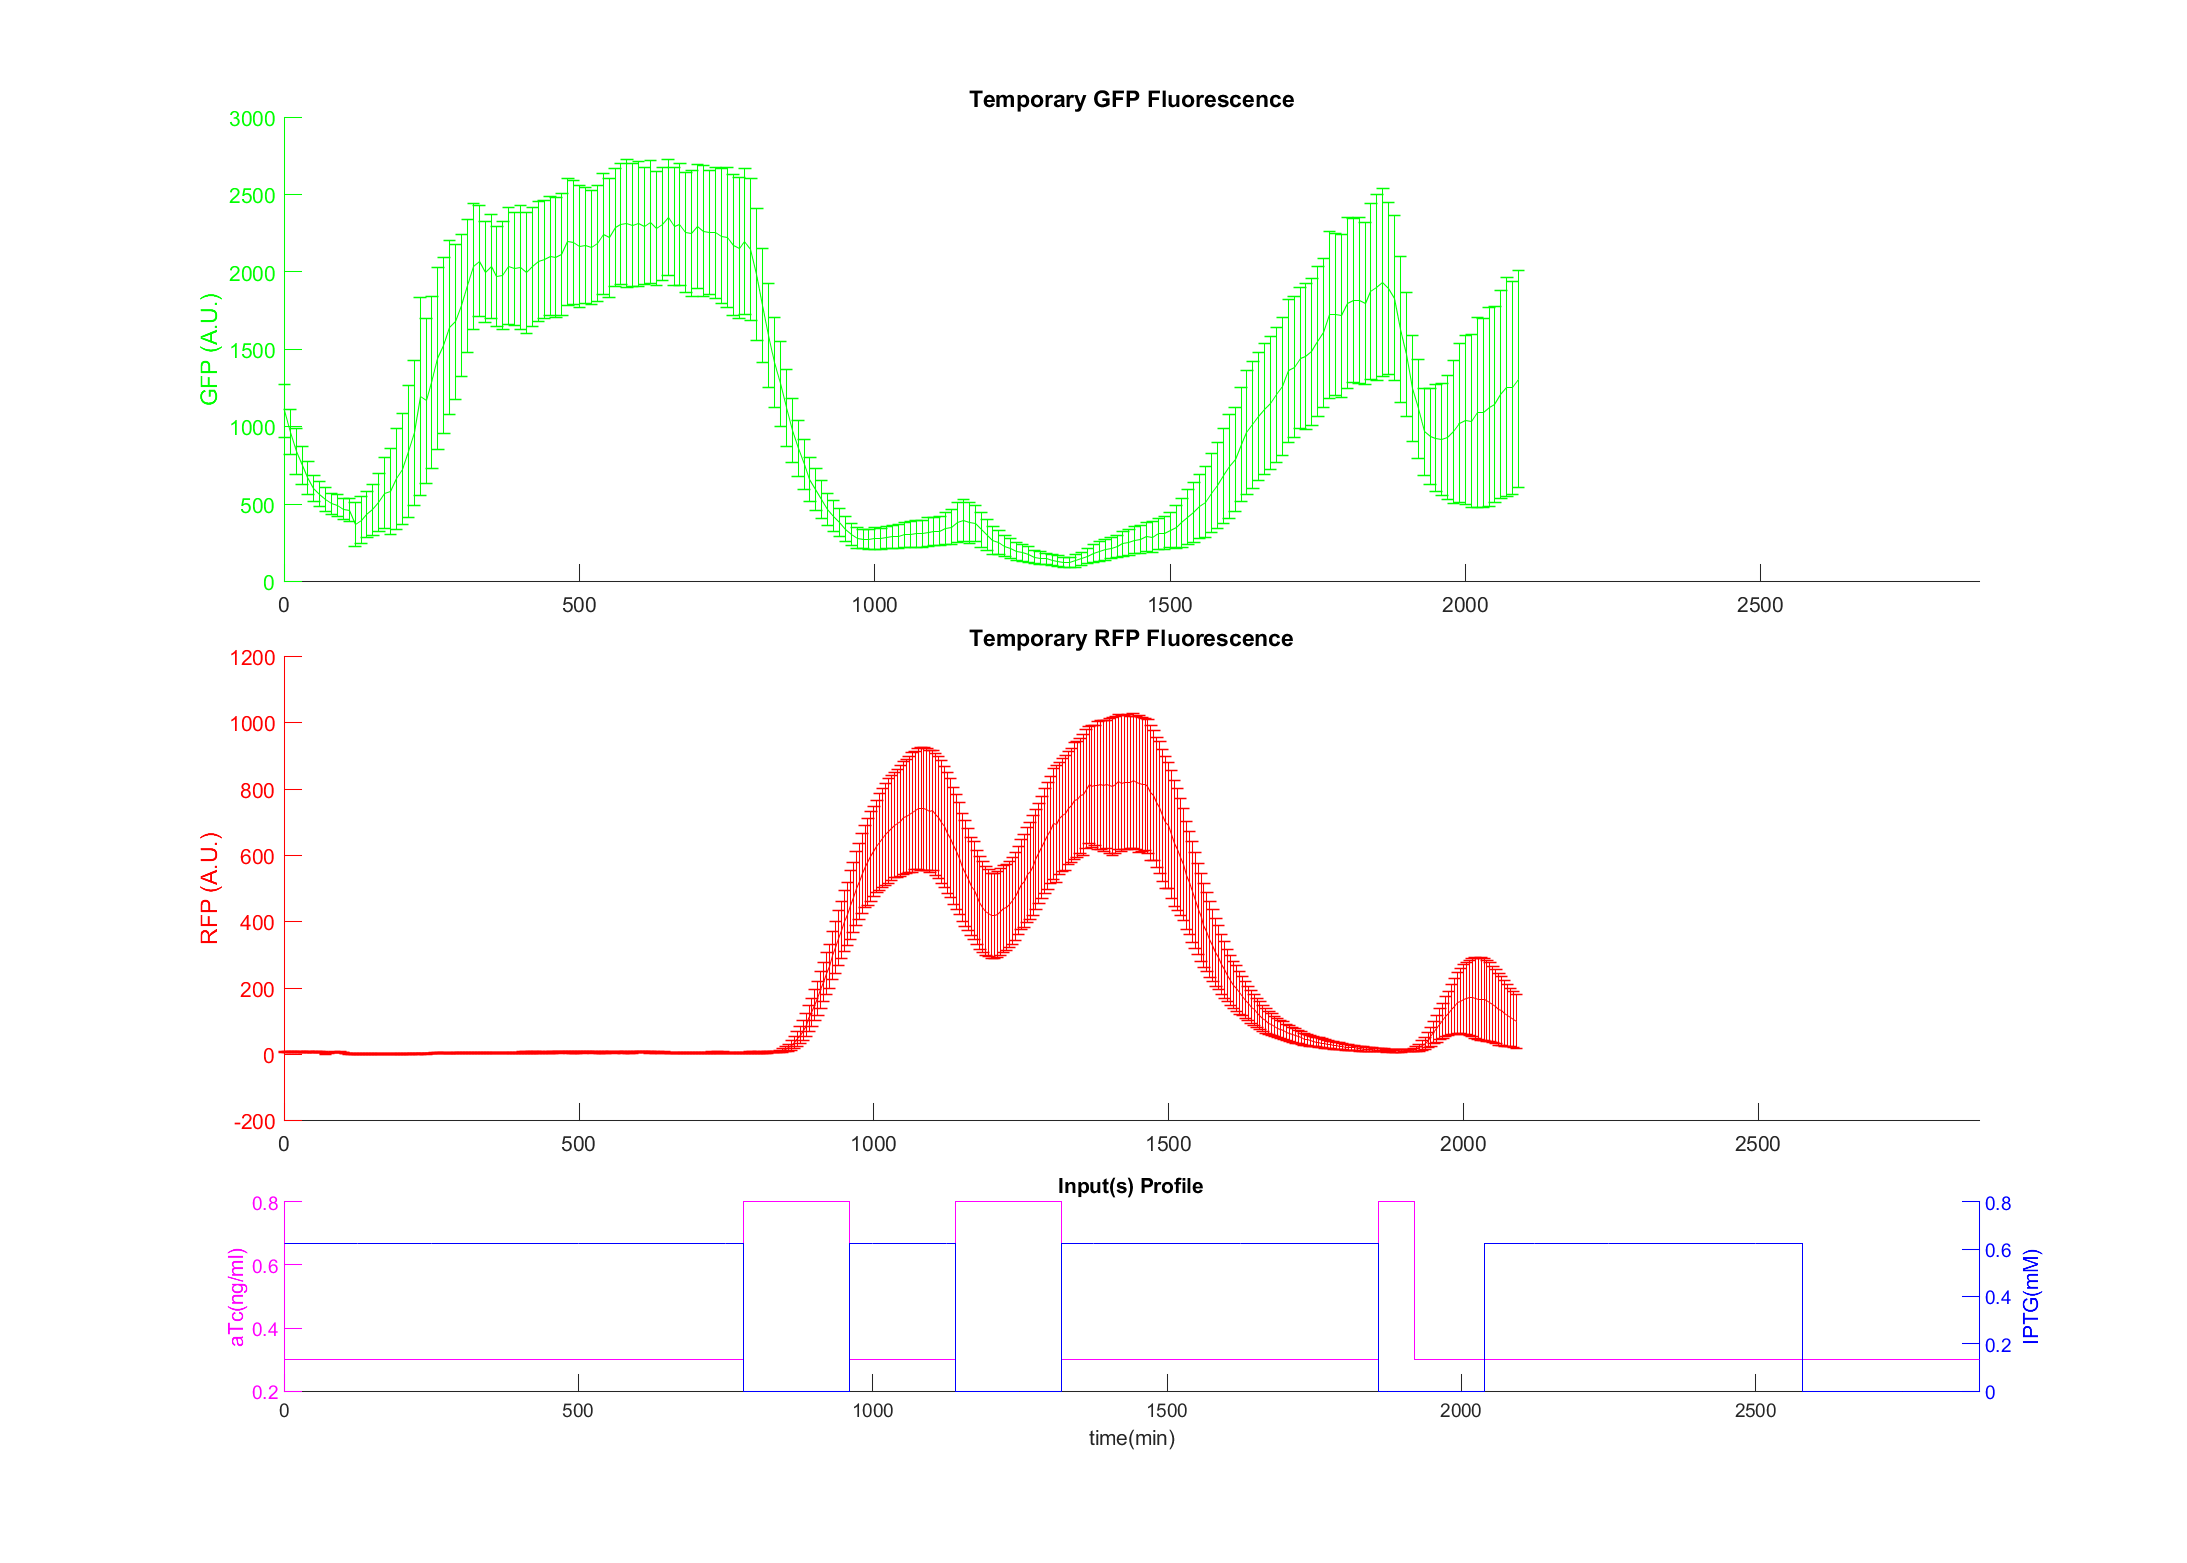 Temporary GFP Fluorescence
3000
2500
2000
1500
1000
500
0
GFP (A.U.)
0 500 1000 1500 2000 2500
Temporary RFP Fluorescence
1200
1000
800
600
400
200
0
-200
RFP (A.U.)
0 500 1000 1500 2000 2500
Input(s) Profile
0.8
0.6
0.4
0.2
aTc(ng/ml)
0.8
0.6
0.4
0.2
0
IPTG(mM)
0 500 1000 1500 2000 2500
time(min)